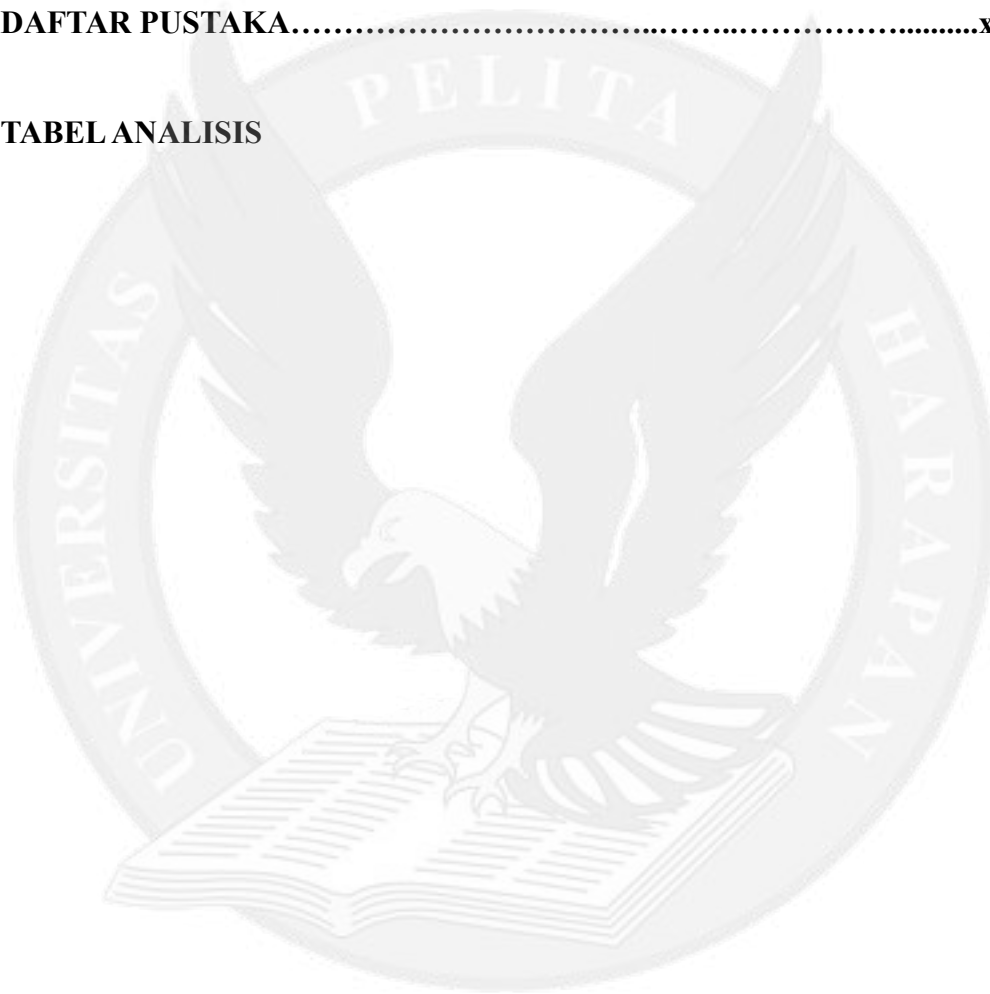 DAFTAR PUSTAKA……………………………...……..……………...........x
PELITA
TABEL ANALISIS
UNIVERSITAS
HARAPAN